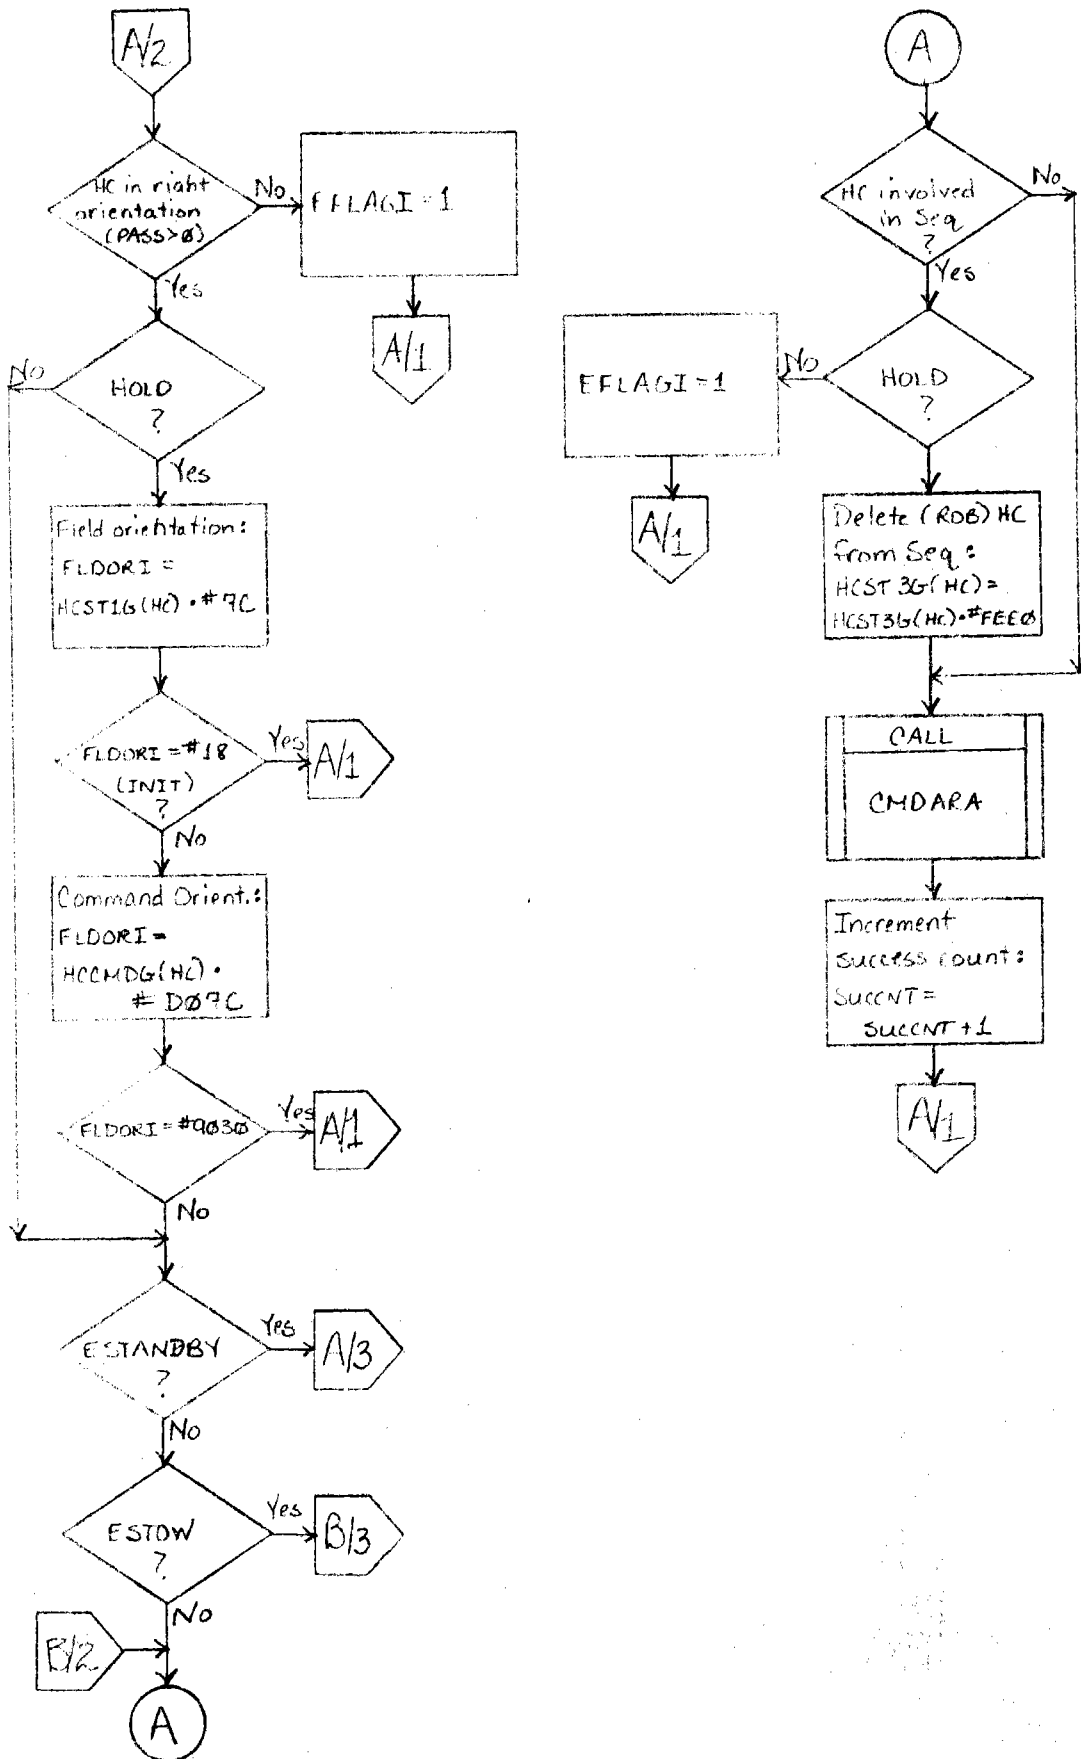 A/2
HC in right
orientation
(PASS>Ø)
No
EFLAGI=1
A/1
Yes
HOLD
?
No
Yes
Field orientation:
FLDORI =
HCST1G(HC)·#7C
FLDORI=#18
(INIT)
?
Yes
A/1
No
Command Orient.:
FLDORI=
HCCMDG(HC)·
#DØ7C
FLDORI=#9Ø3Ø
Yes
A/1
No
ESTANDBY
?
Yes
A/3
No
ESTOW
?
Yes
B/3
No
B/2
A
A
HC involved
in Seq
?
No
Yes
HOLD
?
No
EFLAGI=1
A/1
Delete (RDB) HC
from Seq:
HCST3G(HC)=
HCST3G(HC)·#FEEØ
CALL
CMDARA
Increment
success count:
SUCCNT=
SUCCNT+1
A/1